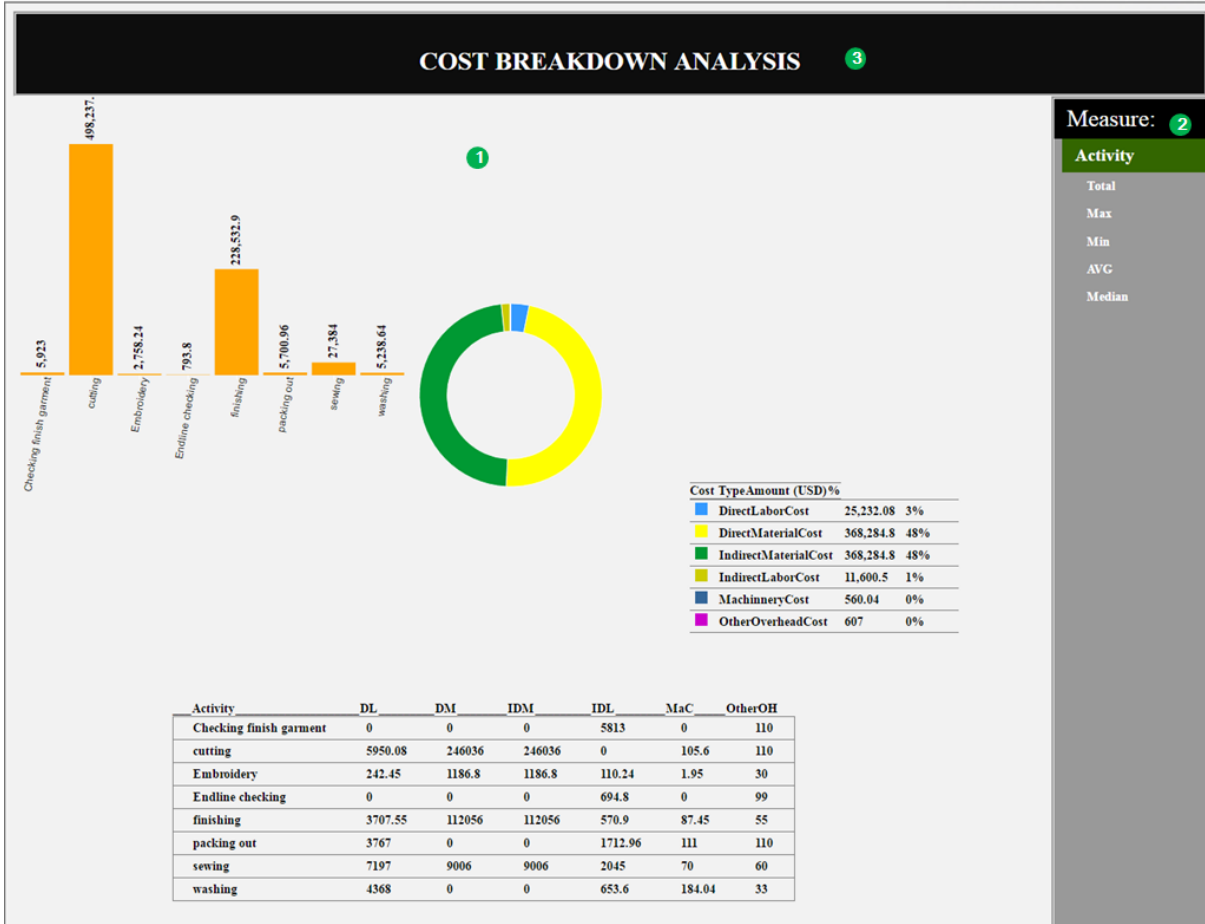 COST BREAKDOWN ANALYSIS 3
Measure: 2
Activity
Total
Max
Min
AVG
Median
1
5,923
498,237.
2,758.24
793.8
228,532.9
5,700.96
27,384
5,238.64
Checking finish garment
cutting
Embroidery
Endline checking
finishing
packing out
sewing
washing
Cost Type Amount (USD) %
DirectLaborCost 25,232.08 3%
DirectMaterialCost 368,284.8 48%
IndirectMaterialCost 368,284.8 48%
IndirectLaborCost 11,600.5 1%
MachinneryCost 560.04 0%
OtherOverheadCost 607 0%
Activity DL DM IDM IDL MaC OtherOH
Checking finish garment 0 0 0 5813 0 110
cutting 5950.08 246036 246036 0 105.6 110
Embroidery 242.45 1186.8 1186.8 110.24 1.95 30
Endline checking 0 0 0 694.8 0 99
finishing 3707.55 112056 112056 570.9 87.45 55
packing out 3767 0 0 1712.96 111 110
sewing 7197 9006 9006 2045 70 60
washing 4368 0 0 653.6 184.04 33